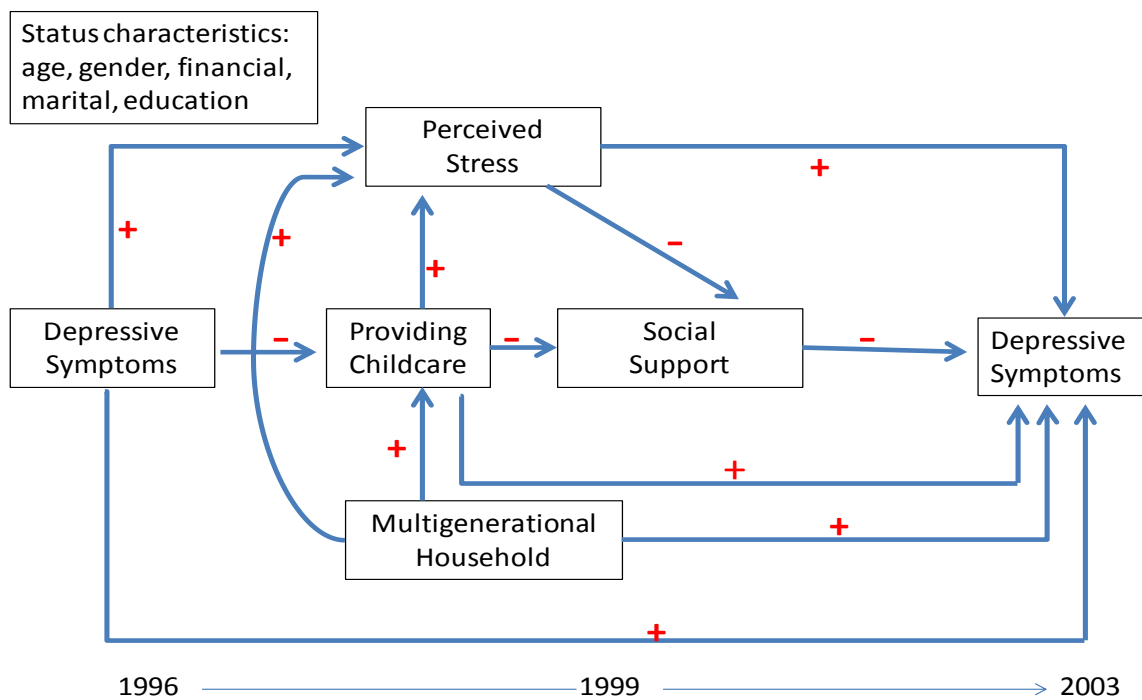 Status characteristics:
age, gender, financial,
marital, education
Perceived
Stress
+
+
+
+
−
Depressive
Symptoms
−
Providing
Childcare
−
Social
Support
−
Depressive
Symptoms
+
+
Multigenerational
Household
+
+
1996
1999
2003